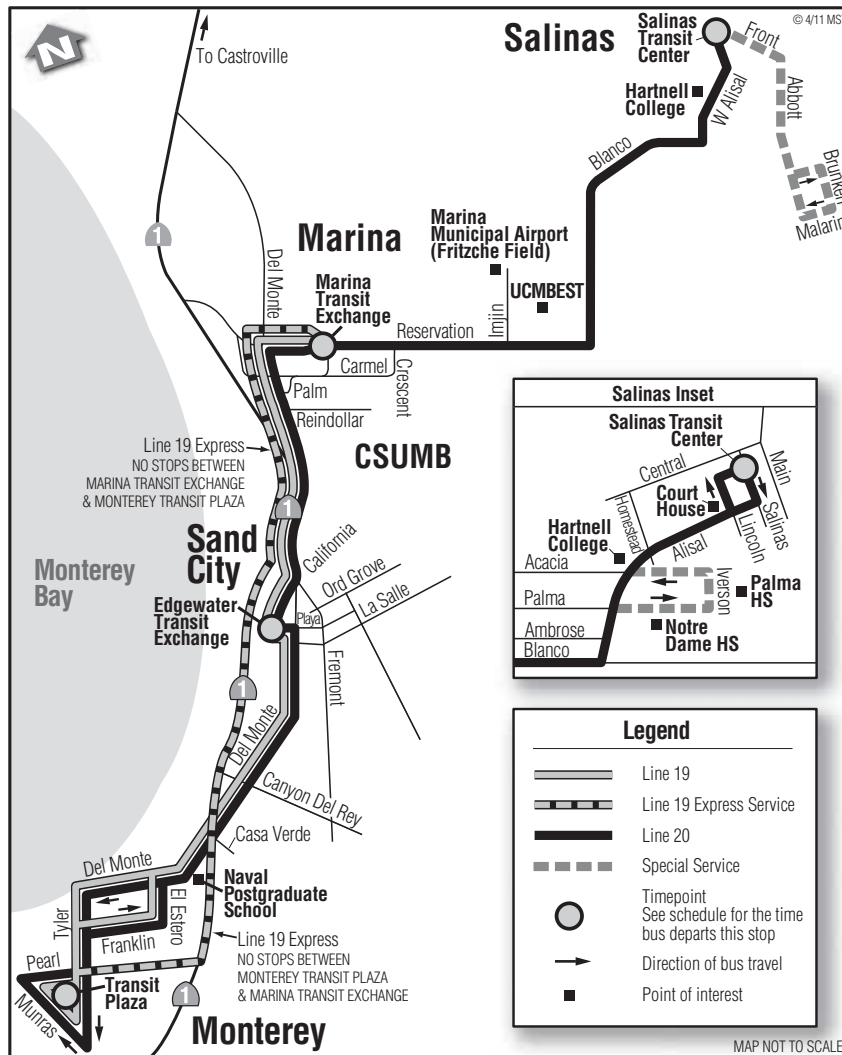 © 4/11 MS
N
To Castroville
Salinas
Salinas
Transit
Center
Front
Hartnell
College
W Alisal
Abbott
Blanco
Brunken
Malarin
1
Marina
Marina
Municipal Airport
(Fritzche Field)
Del Monte
Marina
Transit
Exchange
UCMBEST
Imjin
Reservation
Carmel
Crescent
Palm
Reindollar
Line 19 Express
NO STOPS BETWEEN
MARINA TRANSIT EXCHANGE
& MONTEREY TRANSIT PLAZA
CSUMB
1
Sand
City
California
Monterey
Bay
Ord Grove
La Salle
Edgewater
Transit
Exchange
Playa
Fremont
1
Del Monte
Canyon Del Rey
Casa Verde
Del Monte
Naval
Postgraduate
School
El Estero
Tyler
Franklin
Line 19 Express
NO STOPS BETWEEN
MONTEREY TRANSIT PLAZA
& MARINA TRANSIT EXCHANGE
Pearl
Transit
Plaza
Munras
1
Monterey
Salinas Inset
Salinas Transit
Center
Central
Main
Court
House
Salinas
Homestead
Lincoln
Hartnell
College
Alisal
Acacia
Iverson
Palma
HS
Palma
Notre
Dame HS
Ambrose
Blanco
Legend
Line 19
Line 19 Express Service
Line 20
Special Service
Timepoint
See schedule for the time
bus departs this stop
Direction of bus travel
Point of interest
MAP NOT TO SCALE